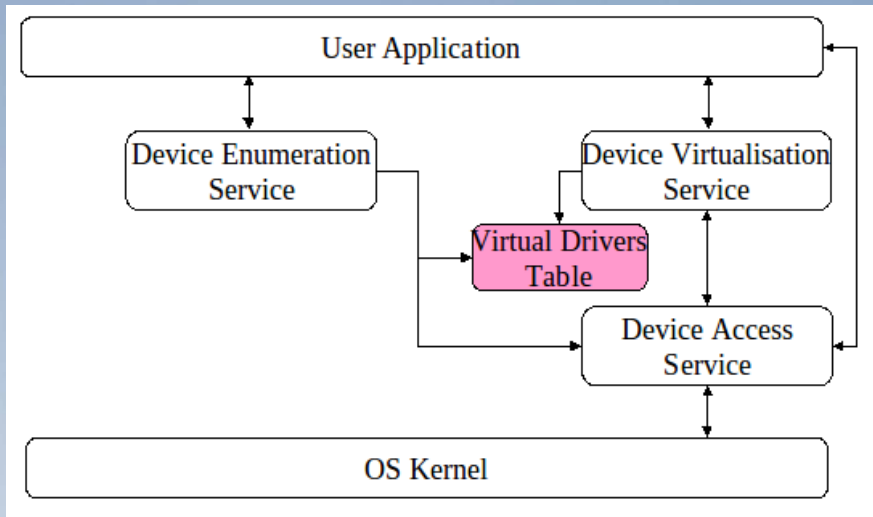 User Application
Device Enumeration
Service
Device Virtualisation
Service
Virtual Drivers
Table
Device Access
Service
OS Kernel